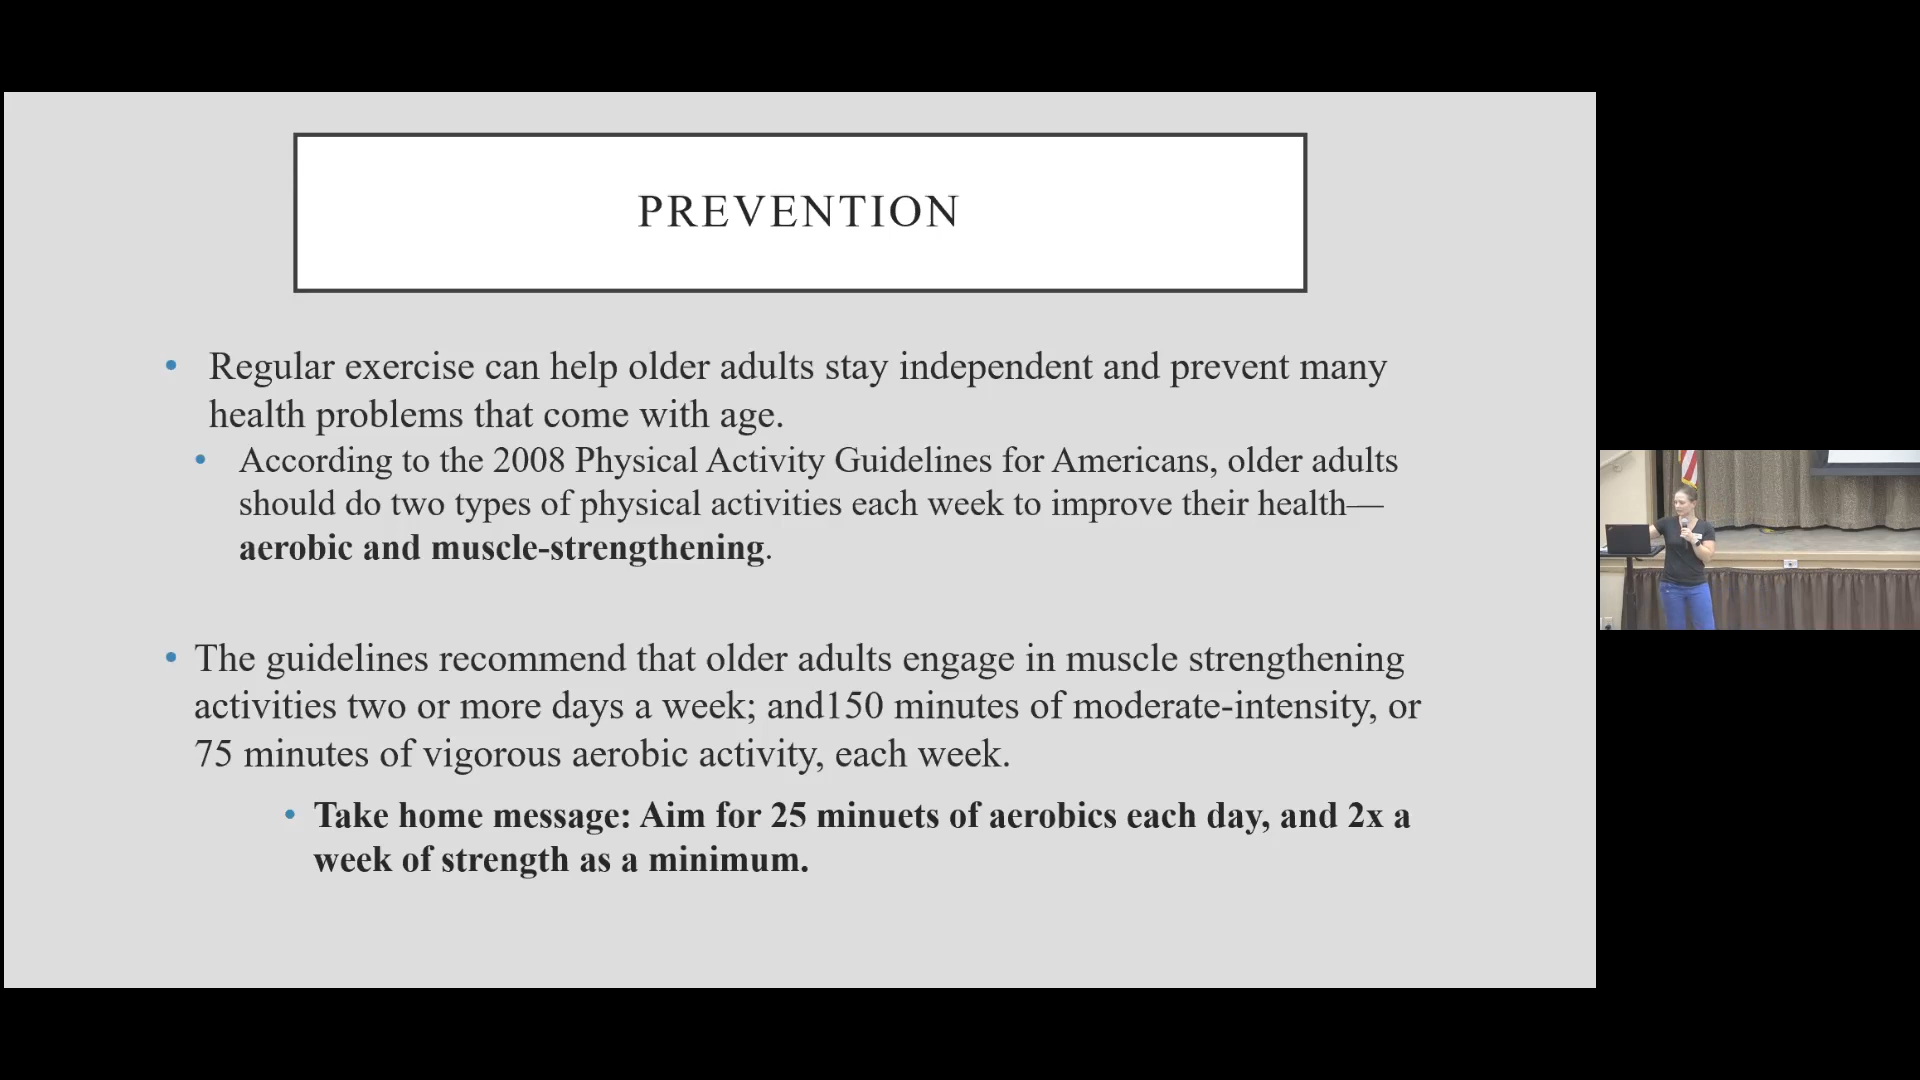 PREVENTION
• Regular exercise can help older adults stay independent and prevent many
health problems that come with age.
• According to the 2008 Physical Activity Guidelines for Americans, older adults
should do two types of physical activities each week to improve their health—
aerobic and muscle-strengthening.
• The guidelines recommend that older adults engage in muscle strengthening
activities two or more days a week; and150 minutes of moderate-intensity, or
75 minutes of vigorous aerobic activity, each week.
• Take home message: Aim for 25 minuets of aerobics each day, and 2x a
week of strength as a minimum.